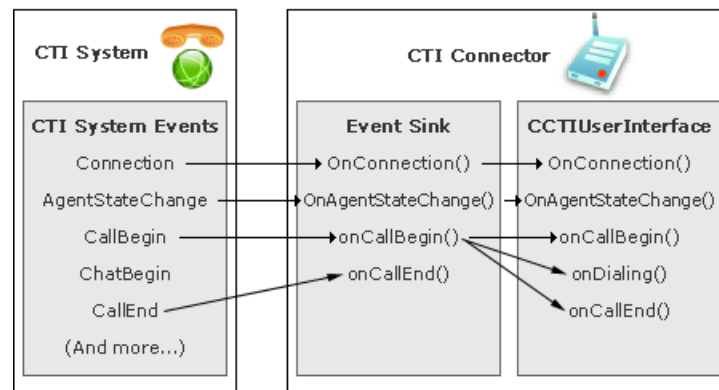 CTI System
CTI Connector
CTI System Events
Connection
AgentStateChange
CallBegin
ChatBegin
CallEnd
(And more...)
Event Sink
OnConnection()
OnAgentStateChange()
onCallBegin()
onCallEnd()
CCTIUserInterface
OnConnection()
OnAgentStateChange()
onCallBegin()
onDialing()
onCallEnd()